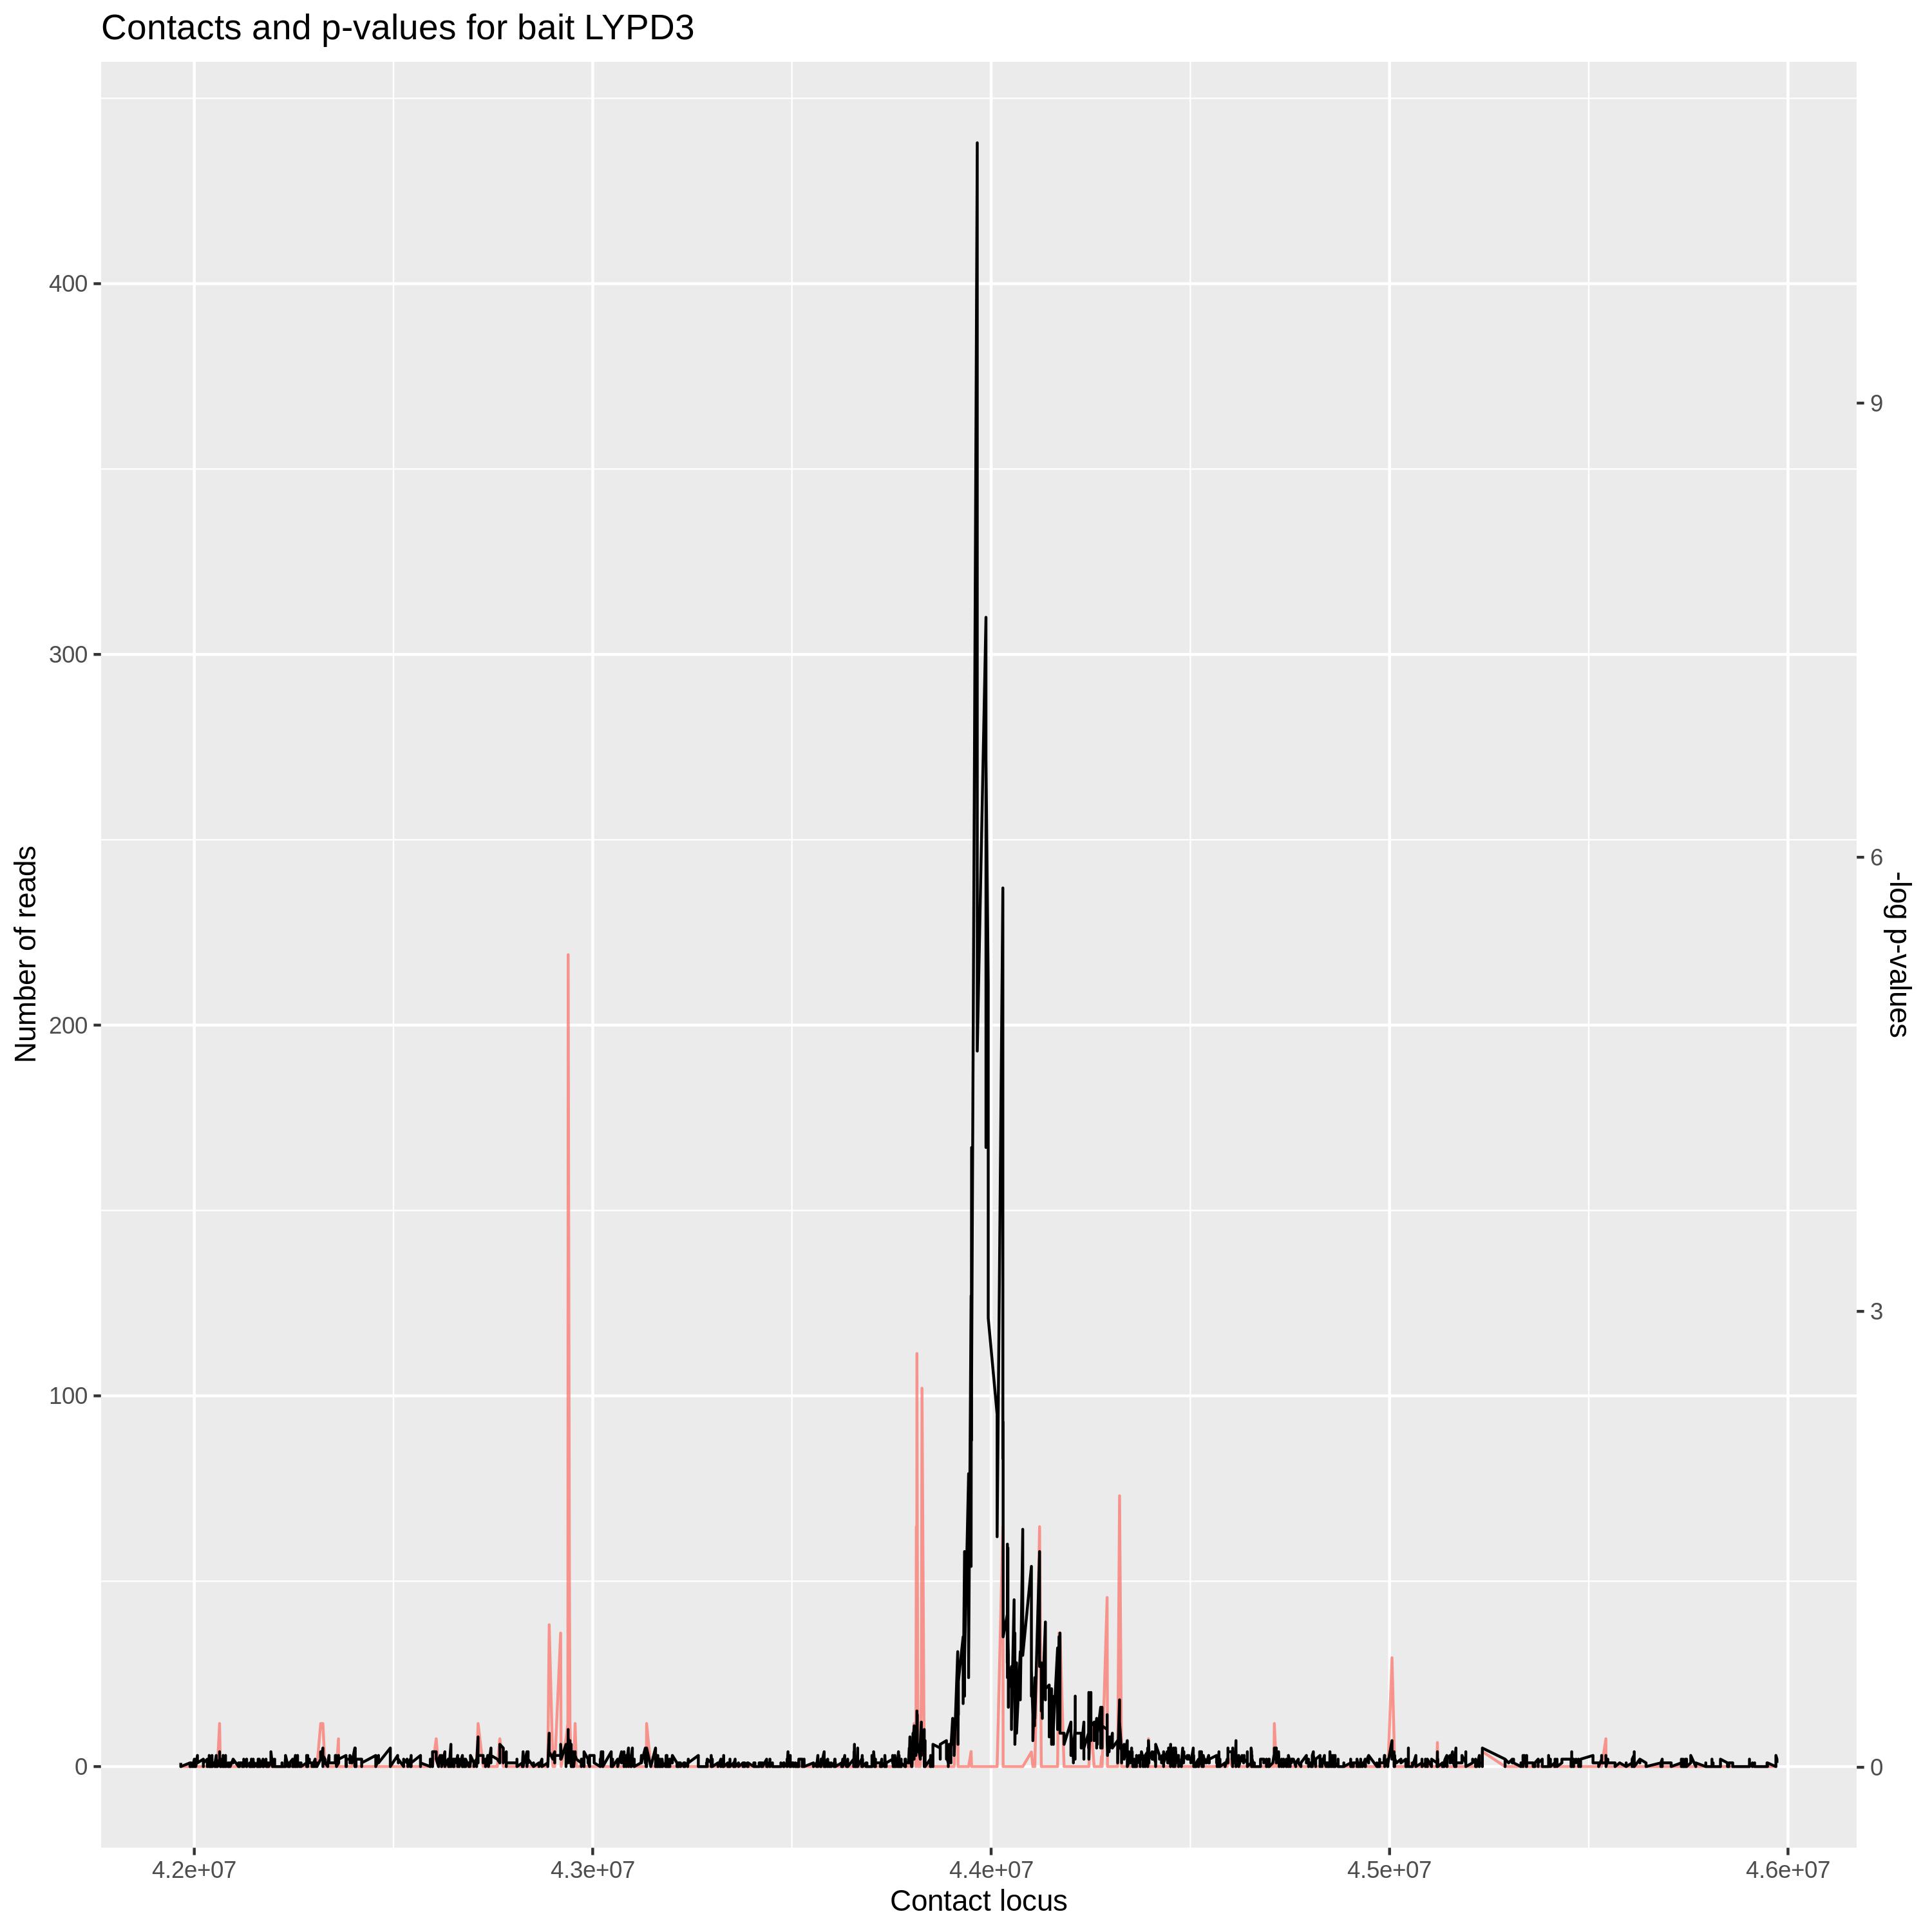 Contacts and p-values for bait LYPD3
400
300
200
100
0
Number of reads
9
6
3
0
-log p-values
4.2e+07 4.3e+07 4.4e+07 4.5e+07 4.6e+07
Contact locus